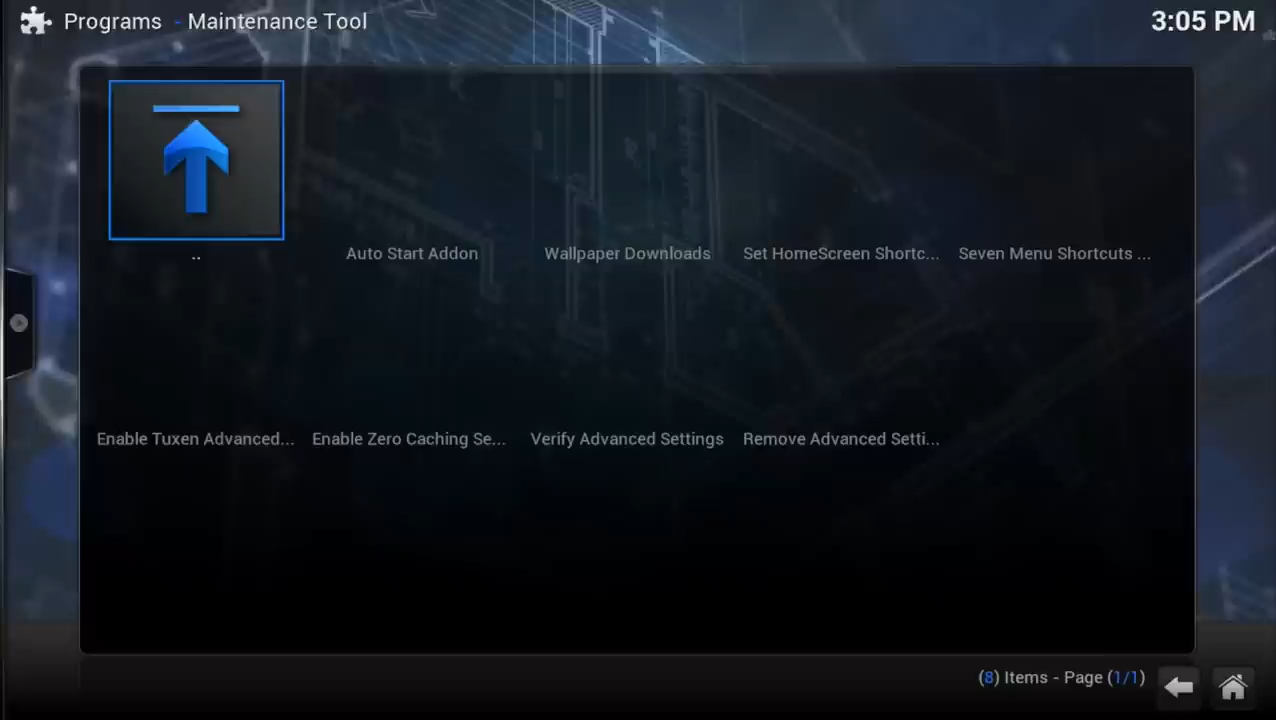 Programs - Maintenance Tool
3:05 PM
..
Auto Start Addon
Wallpaper Downloads
Set HomeScreen Shortc...
Seven Menu Shortcuts ...
Enable Tuxen Advanced...
Enable Zero Caching Se...
Verify Advanced Settings
Remove Advanced Setti...
(8) Items - Page (1/1)